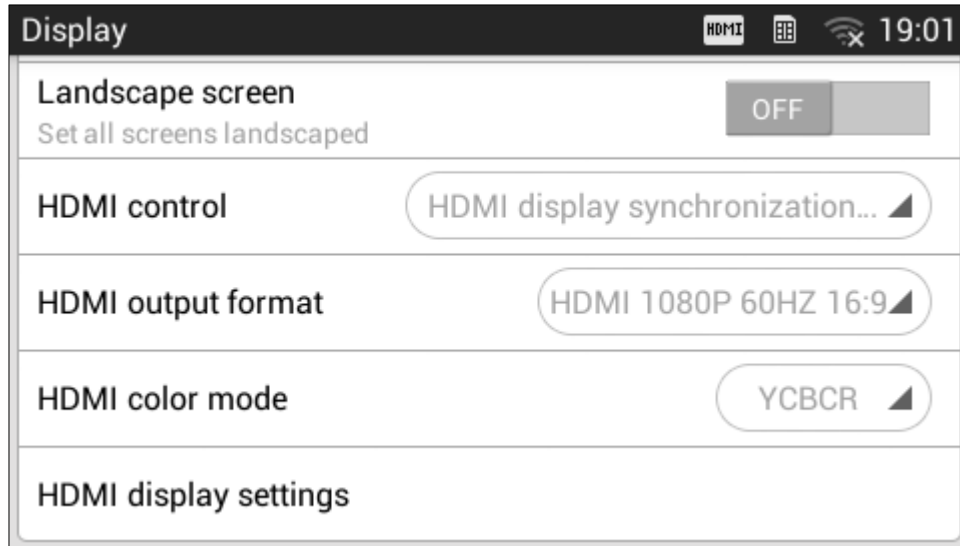 Display HDMI 19:01
Landscape screen OFF
Set all screens landscaped
HDMI control HDMI display synchronization...
HDMI output format HDMI 1080P 60HZ 16:9
HDMI color mode YCBCR
HDMI display settings